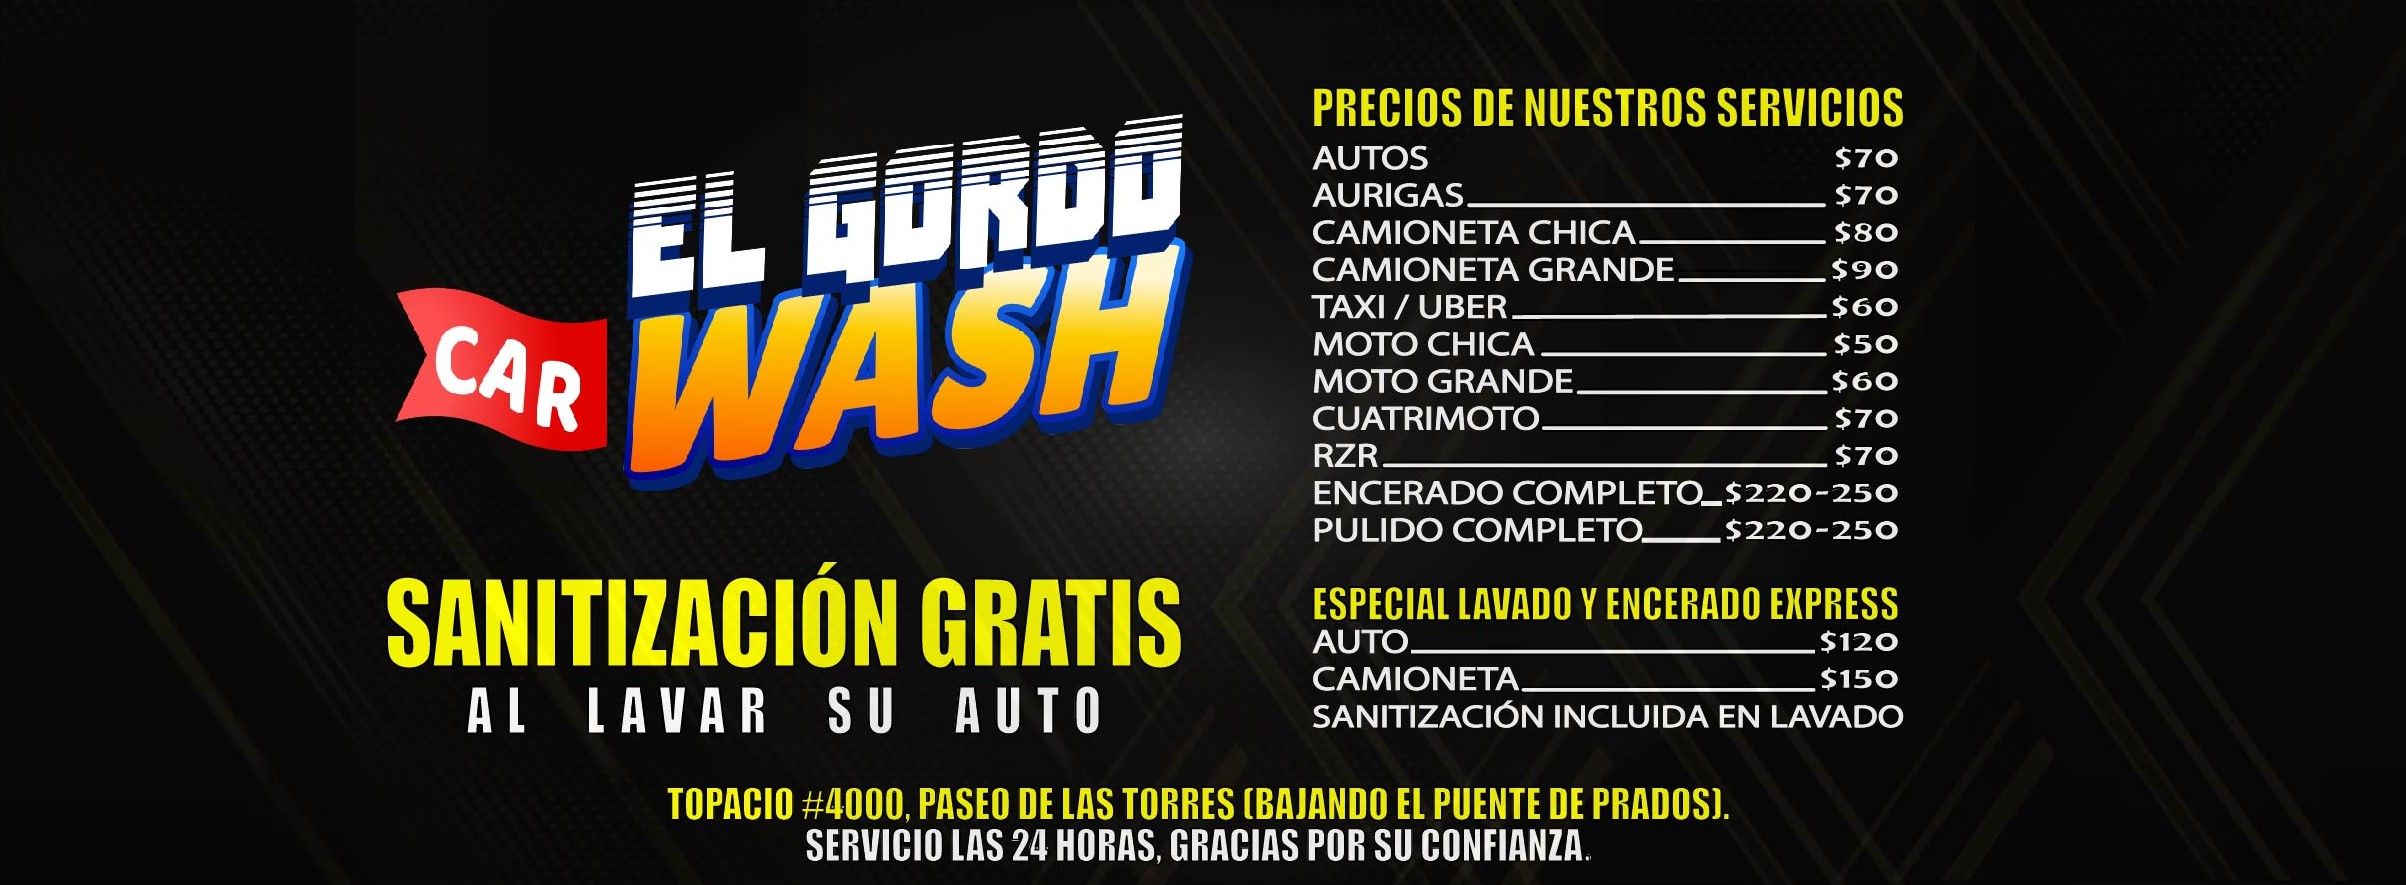 EL GORDO
CAR WASH
SANITIZACIÓN GRATIS
AL LAVAR SU AUTO
PRECIOS DE NUESTROS SERVICIOS
AUTOS $70
AURIGAS $70
CAMIONETA CHICA $80
CAMIONETA GRANDE $90
TAXI / UBER $60
MOTO CHICA $50
MOTO GRANDE $60
CUATRIMOTO $70
RZR $70
ENCERADO COMPLETO $220-250
PULIDO COMPLETO $220-250
ESPECIAL LAVADO Y ENCERADO EXPRESS
AUTO $120
CAMIONETA $150
SANITIZACIÓN INCLUIDA EN LAVADO
TOPACIO #4000, PASEO DE LAS TORRES (BAJANDO EL PUENTE DE PRADOS).
SERVICIO LAS 24 HORAS, GRACIAS POR SU CONFIANZA.